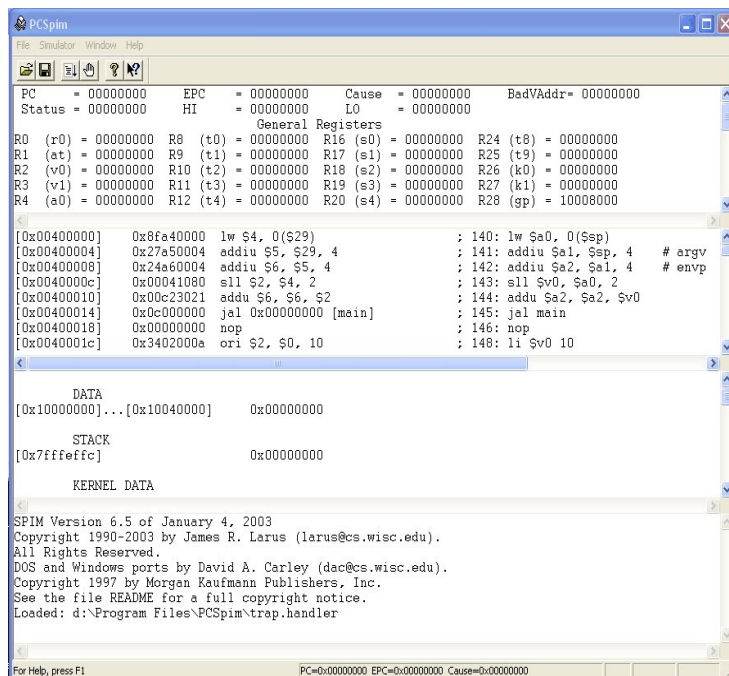 PCSpim
File Simulator Window Help
PC = 00000000 EPC = 00000000 Cause = 00000000 BadVAddr= 00000000
Status = 00000000 HI = 00000000 LO = 00000000
General Registers
R0 (r0) = 00000000 R8 (t0) = 00000000 R16 (s0) = 00000000 R24 (t8) = 00000000
R1 (at) = 00000000 R9 (t1) = 00000000 R17 (s1) = 00000000 R25 (t9) = 00000000
R2 (v0) = 00000000 R10 (t2) = 00000000 R18 (s2) = 00000000 R26 (k0) = 00000000
R3 (v1) = 00000000 R11 (t3) = 00000000 R19 (s3) = 00000000 R27 (k1) = 00000000
R4 (a0) = 00000000 R12 (t4) = 00000000 R20 (s4) = 00000000 R28 (gp) = 10008000
[0x00400000] 0x8fa40000 lw $4, 0($29) ; 140: lw $a0, 0($sp)
[0x00400004] 0x27a50004 addiu $5, $29, 4 ; 141: addiu $a1, $sp, 4 # argv
[0x00400008] 0x24a60004 addiu $6, $5, 4 ; 142: addiu $a2, $a1, 4 # envp
[0x0040000c] 0x00041080 sll $2, $4, 2 ; 143: sll $v0, $a0, 2
[0x00400010] 0x00c23021 addu $6, $6, $2 ; 144: addu $a2, $a2, $v0
[0x00400014] 0x0c000000 jal 0x00000000 [main] ; 145: jal main
[0x00400018] 0x00000000 nop ; 146: nop
[0x0040001c] 0x3402000a ori $2, $0, 10 ; 148: li $v0 10
DATA
[0x10000000]...[0x10040000] 0x00000000
STACK
[0x7fffeffc] 0x00000000
KERNEL DATA
SPIM Version 6.5 of January 4, 2003
Copyright 1990-2003 by James R. Larus (larus@cs.wisc.edu).
All Rights Reserved.
DOS and Windows ports by David A. Carley (dac@cs.wisc.edu).
Copyright 1997 by Morgan Kaufmann Publishers, Inc.
See the file README for a full copyright notice.
Loaded: d:\Program Files\PCSpim\trap.handler
For Help, press F1 PC=0x00000000 EPC=0x00000000 Cause=0x00000000